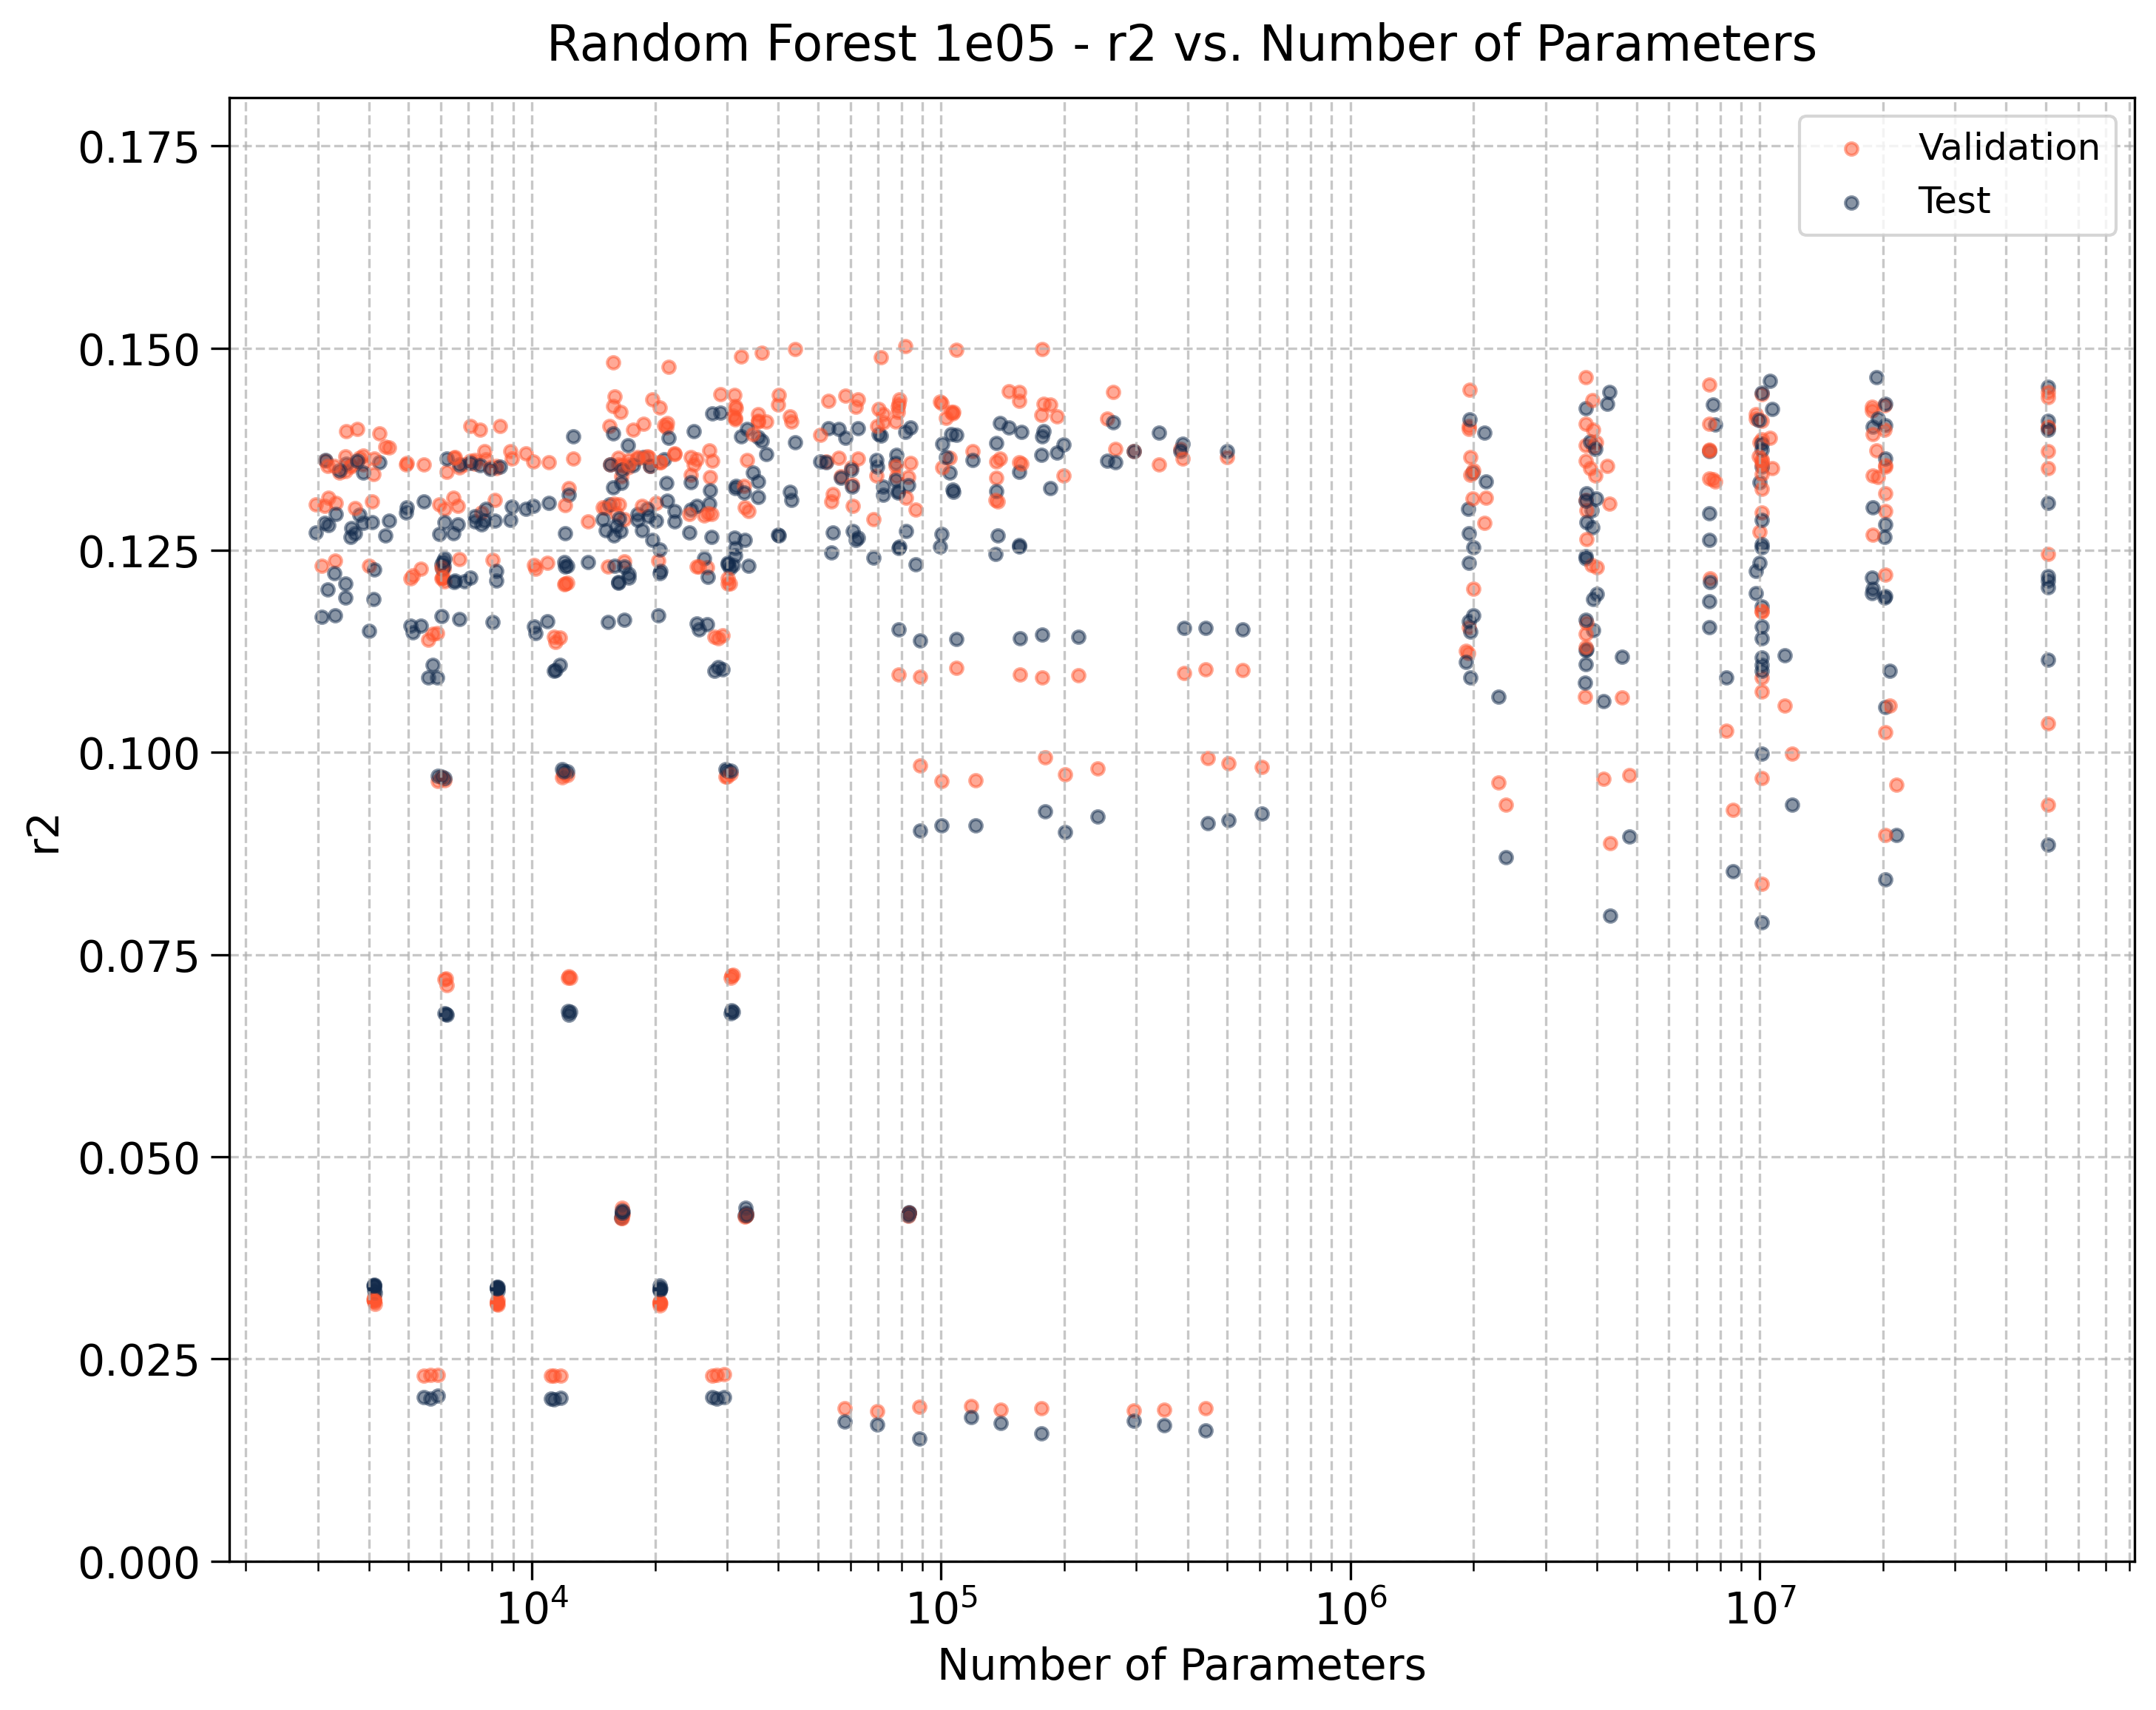 Random Forest 1e05 - r2 vs. Number of Parameters
Validation
Test
r2
0.175
0.150
0.125
0.100
0.075
0.050
0.025
0.000
10⁴
10⁵
10⁶
10⁷
Number of Parameters